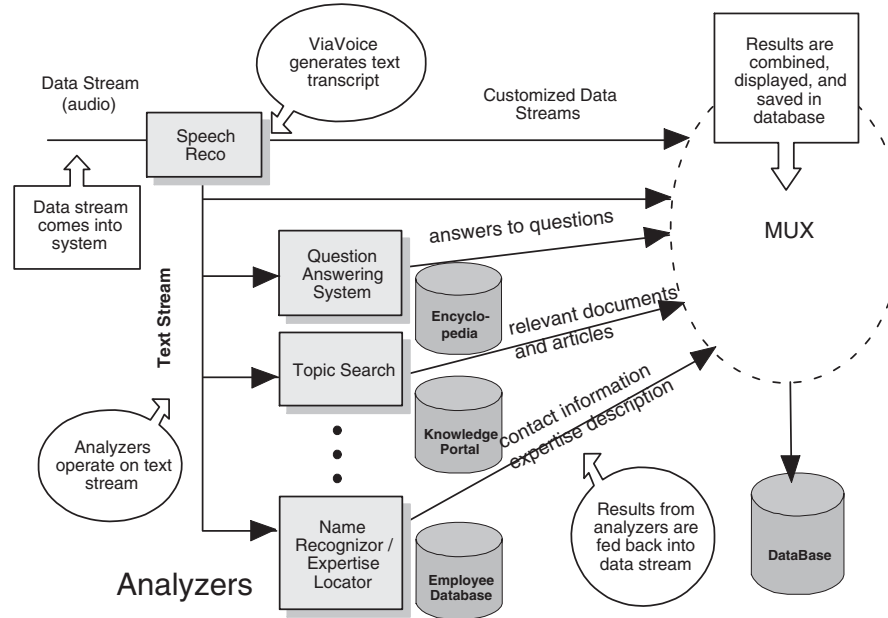 ViaVoice
generates text
transcript
Results are
combined,
displayed, and
saved in
database
Data Stream
(audio)
Customized Data
Streams
Speech
Reco
Data stream
comes into
system
answers to questions
MUX
Question
Answering
System
Encyclo-
pedia
relevant documents
and articles
Text Stream
Topic Search
Knowledge
Portal
contact information
expertise description
Analyzers
operate on text
stream
Name
Recognizor /
Expertise
Locator
Employee
Database
Results from
analyzers are
fed back into
data stream
DataBase
Analyzers